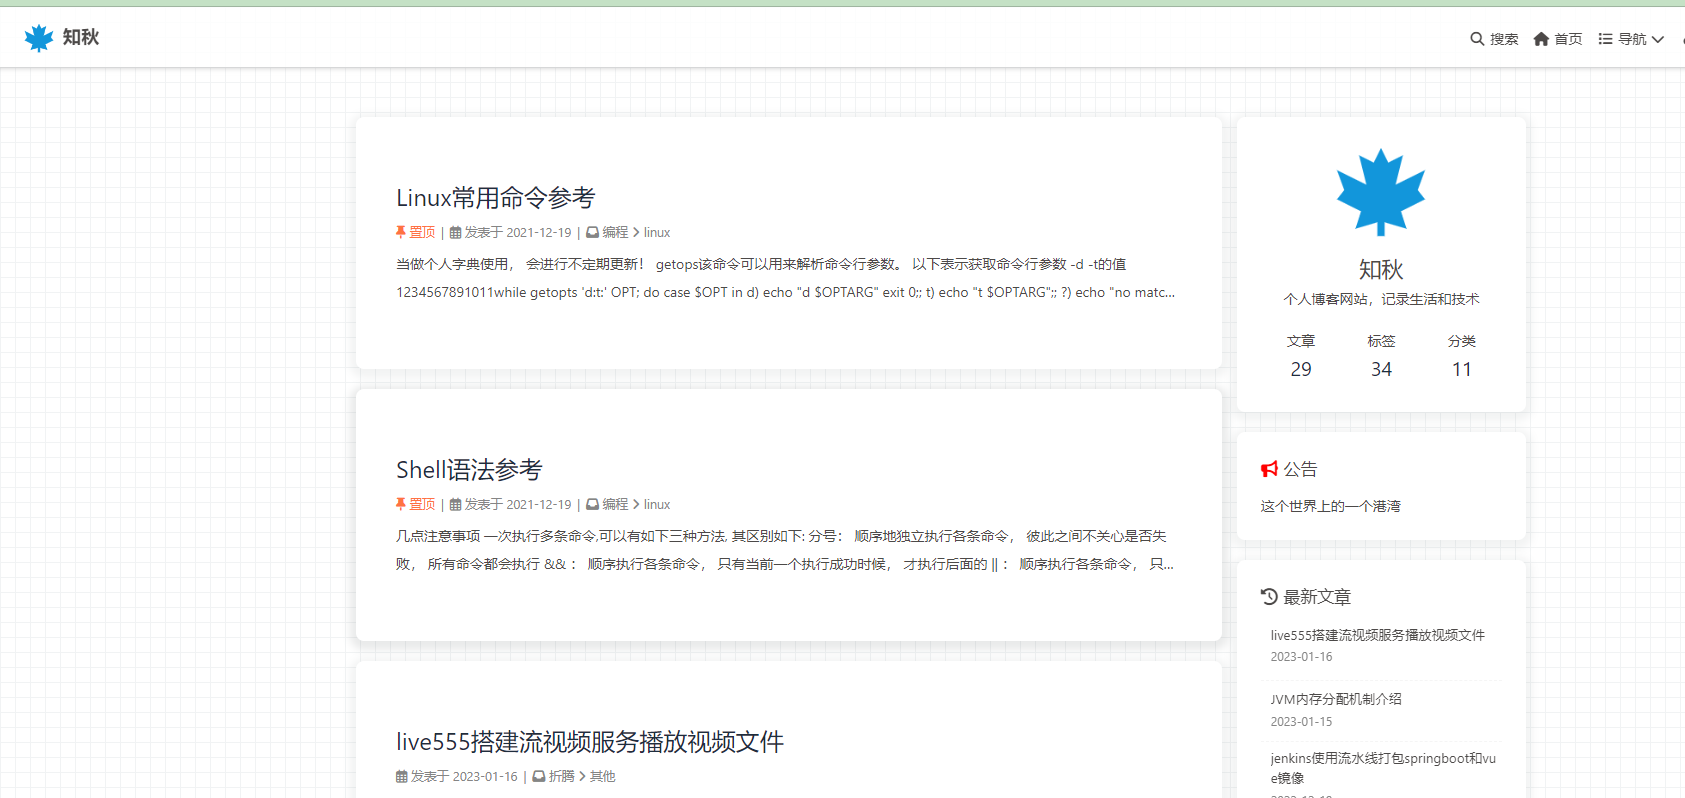 知秋
搜索 首页 导航
Linux常用命令参考
置顶 | 发表于 2021-12-19 | 编程 > linux
当做个人字典使用， 会进行不定期更新！ getops该命令可以用来解析命令行参数。 以下表示获取命令行参数 -d -t的值
1234567891011while getopts 'd:t:' OPT; do case $OPT in d) echo "d $OPTARG" exit 0;; t) echo "t $OPTARG";; ?) echo "no matc...
Shell语法参考
置顶 | 发表于 2021-12-19 | 编程 > linux
几点注意事项 一次执行多条命令,可以有如下三种方法, 其区别如下: 分号： 顺序地独立执行各条命令， 彼此之间不关心是否失
败， 所有命令都会执行 && ： 顺序执行各条命令， 只有当前一个执行成功时候， 才执行后面的 || ： 顺序执行各条命令， 只...
live555搭建流视频服务播放视频文件
发表于 2023-01-16 | 折腾 > 其他
知秋
个人博客网站，记录生活和技术
文章 标签 分类
29 34 11
公告
这个世界上的一个港湾
最新文章
live555搭建流视频服务播放视频文件
2023-01-16
JVM内存分配机制介绍
2023-01-15
jenkins使用流水线打包springboot和vu
e镜像